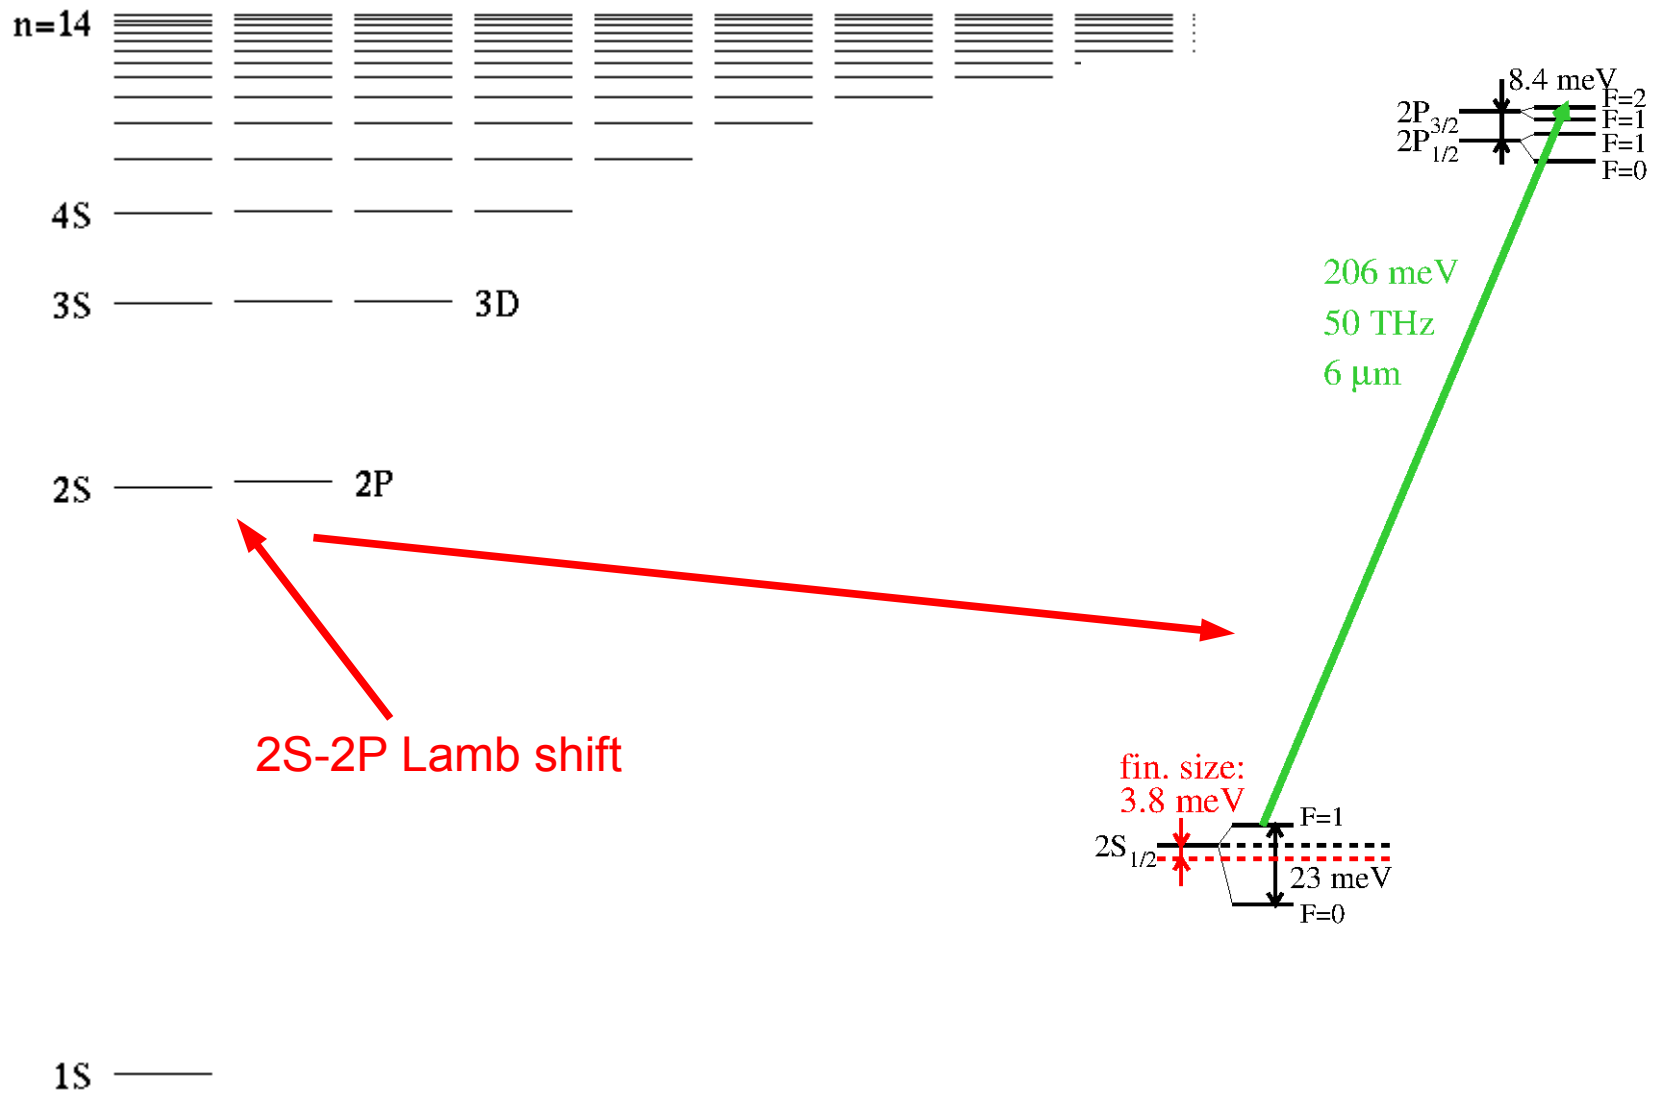 n=14
4S
3S
3D
2S
2P
2S-2P Lamb shift
1S
8.4 meV
2P3/2
F=2
F=1
2P1/2
F=1
F=0
206 meV
50 THz
6 µm
fin. size:
3.8 meV
F=1
2S1/2
23 meV
F=0